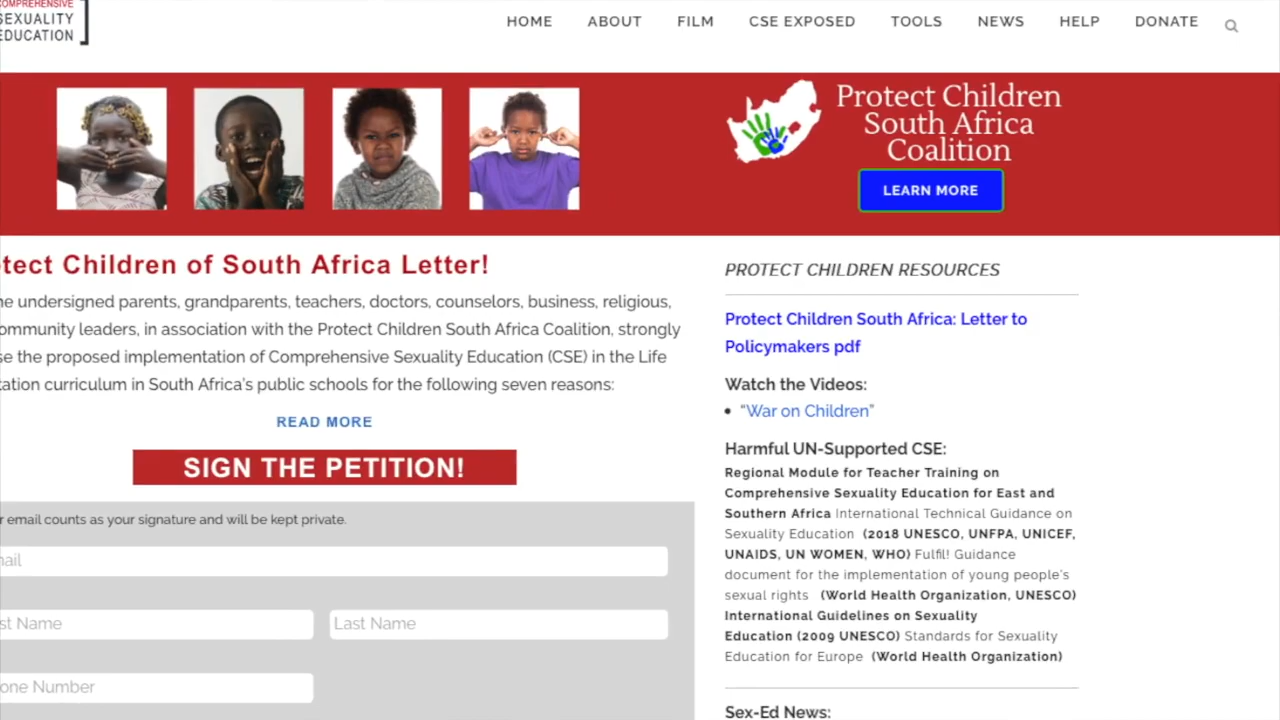 COMPREHENSIVE
SEXUALITY
EDUCATION
HOME ABOUT FILM CSE EXPOSED TOOLS NEWS HELP DONATE
Protect Children
South Africa
Coalition
LEARN MORE
tect Children of South Africa Letter!
undersigned parents, grandparents, teachers, doctors, counselors, business, religious,
ommunity leaders, in association with the Protect Children South Africa Coalition, strongly
se the proposed implementation of Comprehensive Sexuality Education (CSE) in the Life
tation curriculum in South Africa's public schools for the following seven reasons:
READ MORE
SIGN THE PETITION!
r email counts as your signature and will be kept private.
ail
st Name
Last Name
one Number
PROTECT CHILDREN RESOURCES
Protect Children South Africa: Letter to
Policymakers pdf
Watch the Videos:
• “War on Children”
Harmful UN-Supported CSE:
Regional Module for Teacher Training on
Comprehensive Sexuality Education for East and
Southern Africa International Technical Guidance on
Sexuality Education (2018 UNESCO, UNFPA, UNICEF,
UNAIDS, UN WOMEN, WHO) Fulfil! Guidance
document for the implementation of young people's
sexual rights (World Health Organization, UNESCO)
International Guidelines on Sexuality
Education (2009 UNESCO) Standards for Sexuality
Education for Europe (World Health Organization)
Sex-Ed News: